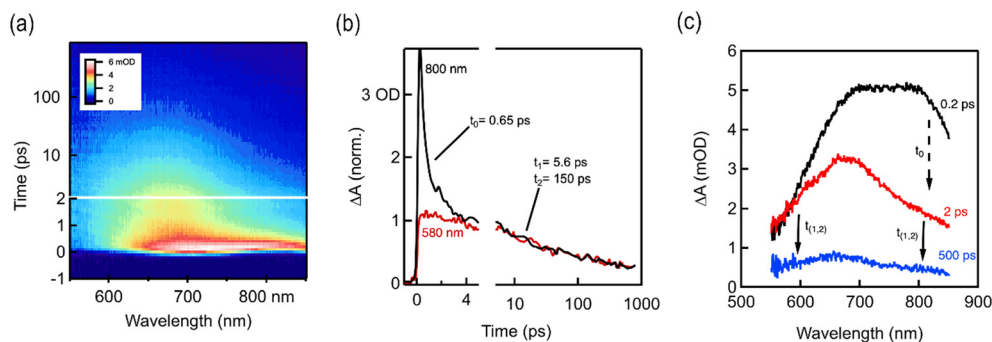 (a)
6 mOD
4
2
0
100
10
2
1
0
-1
Time (ps)
600
700
800 nm
Wavelength (nm)
(b)
800 nm
3 OD
2
1
0
ΔA (norm.)
t0= 0.65 ps
t1= 5.6 ps
t2= 150 ps
580 nm
0
4
10
100
800
Time (ps)
(c)
6
5
4
3
2
1
0
ΔA (mOD)
0.2 ps
t0
2 ps
t(1,2)
t(1,2)
500 ps
500
600
700
800
900
Wavelength (nm)